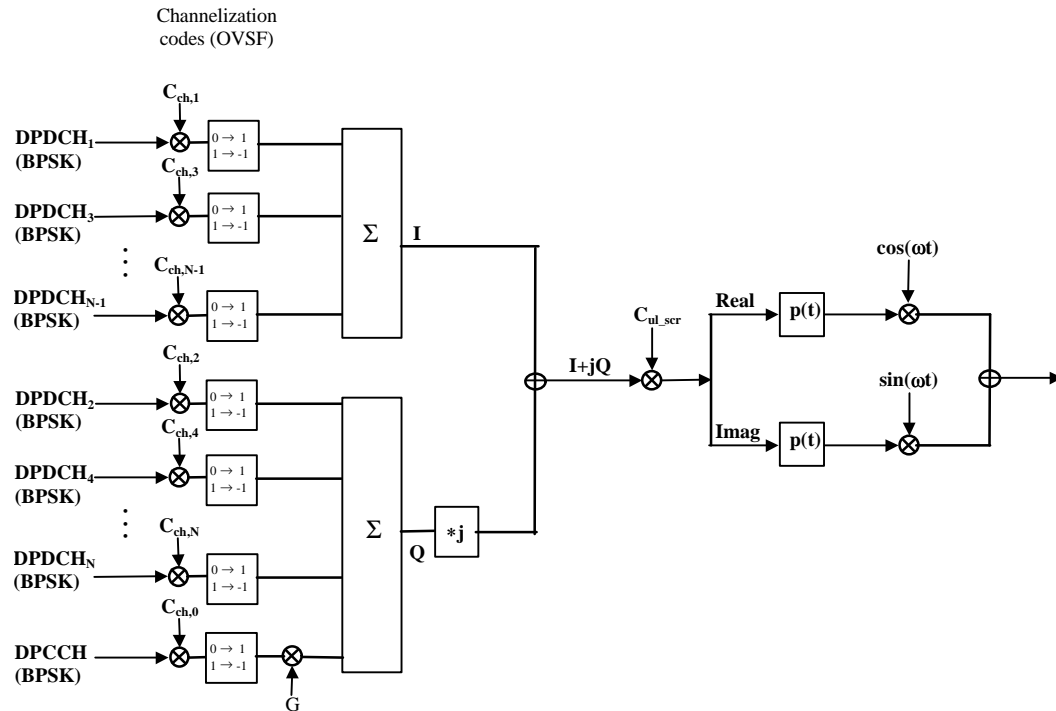 Channelization
codes (OVSF)
C_ch,1
DPDCH_1
(BPSK)
0 → 1
1 → -1
C_ch,3
DPDCH_3
(BPSK)
0 → 1
1 → -1
Σ
I
⋮
C_ch,N-1
DPDCH_N-1
(BPSK)
0 → 1
1 → -1
C_ch,2
DPDCH_2
(BPSK)
0 → 1
1 → -1
C_ch,4
DPDCH_4
(BPSK)
0 → 1
1 → -1
⋮
C_ch,N
DPDCH_N
(BPSK)
0 → 1
1 → -1
Σ
Q
*j
C_ch,0
DPCCH
(BPSK)
0 → 1
1 → -1
G
I+jQ
C_ul_scr
Real
p(t)
cos(ωt)
Imag
p(t)
sin(ωt)